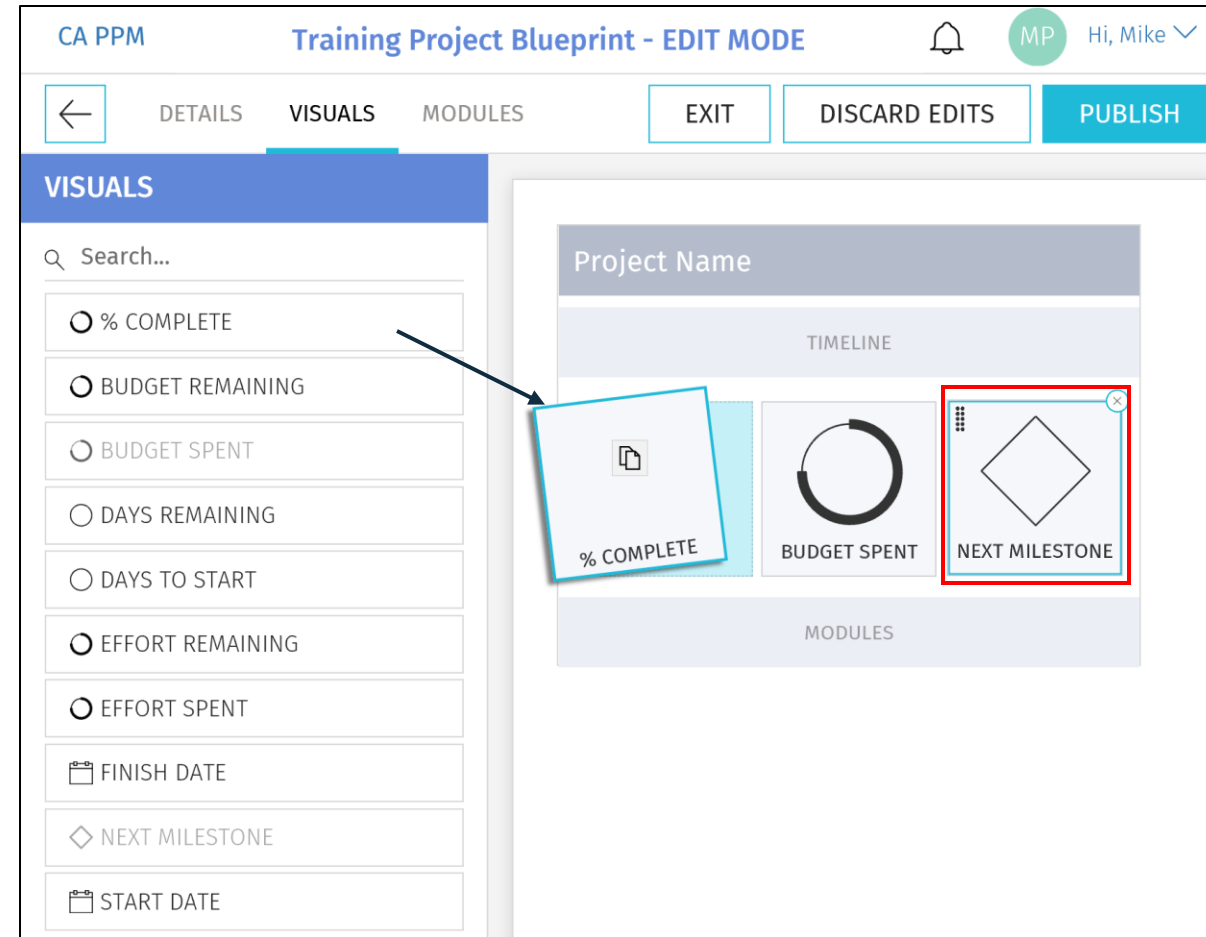 CA PPM
Training Project Blueprint - EDIT MODE
MP
Hi, Mike
DETAILS
VISUALS
MODULES
EXIT
DISCARD EDITS
PUBLISH
VISUALS
Search...
% COMPLETE
BUDGET REMAINING
BUDGET SPENT
DAYS REMAINING
DAYS TO START
EFFORT REMAINING
EFFORT SPENT
FINISH DATE
NEXT MILESTONE
START DATE
Project Name
TIMELINE
% COMPLETE
BUDGET SPENT
NEXT MILESTONE
MODULES